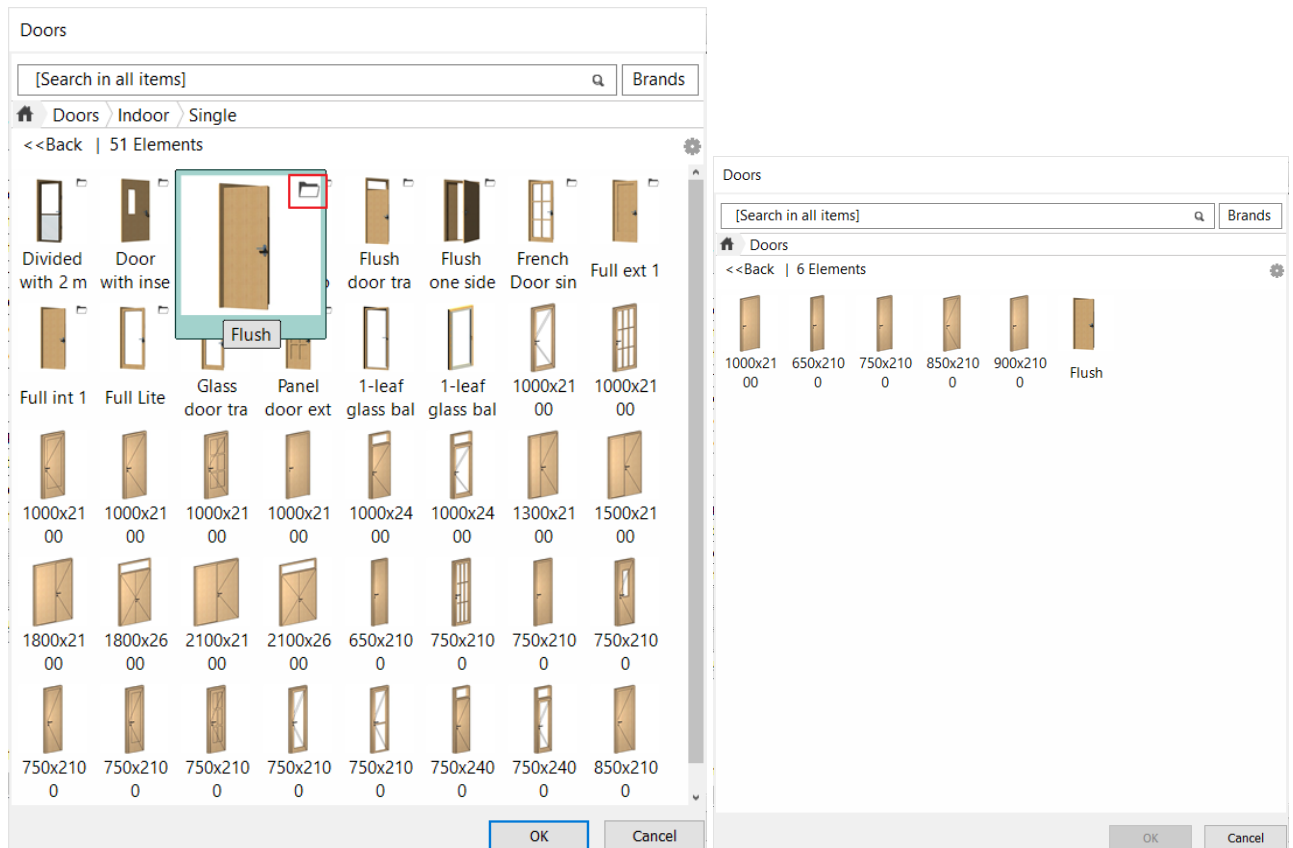 Doors
[Search in all items]
Brands
Doors Indoor Single
<<Back | 51 Elements
Divided
with 2 m
Door
with inse
Flush
Flush
door tra
Flush
one side
French
Door sin
Full ext 1
Full int 1
Full Lite
Glass
door tra
Panel
door ext
1-leaf
glass bal
1-leaf
glass bal
1000x21
00
1000x21
00
1000x21
00
1000x21
00
1000x21
00
1000x21
00
1000x24
00
1000x24
00
1300x21
00
1500x21
00
1800x21
00
1800x26
00
2100x21
00
2100x26
00
650x210
0
750x210
0
750x210
0
750x210
0
750x210
0
750x210
0
750x210
0
750x210
0
750x210
0
750x240
0
750x240
0
850x210
0
OK
Cancel
Doors
[Search in all items]
Brands
Doors
<<Back | 6 Elements
1000x21
00
650x210
0
750x210
0
850x210
0
900x210
0
Flush
OK
Cancel